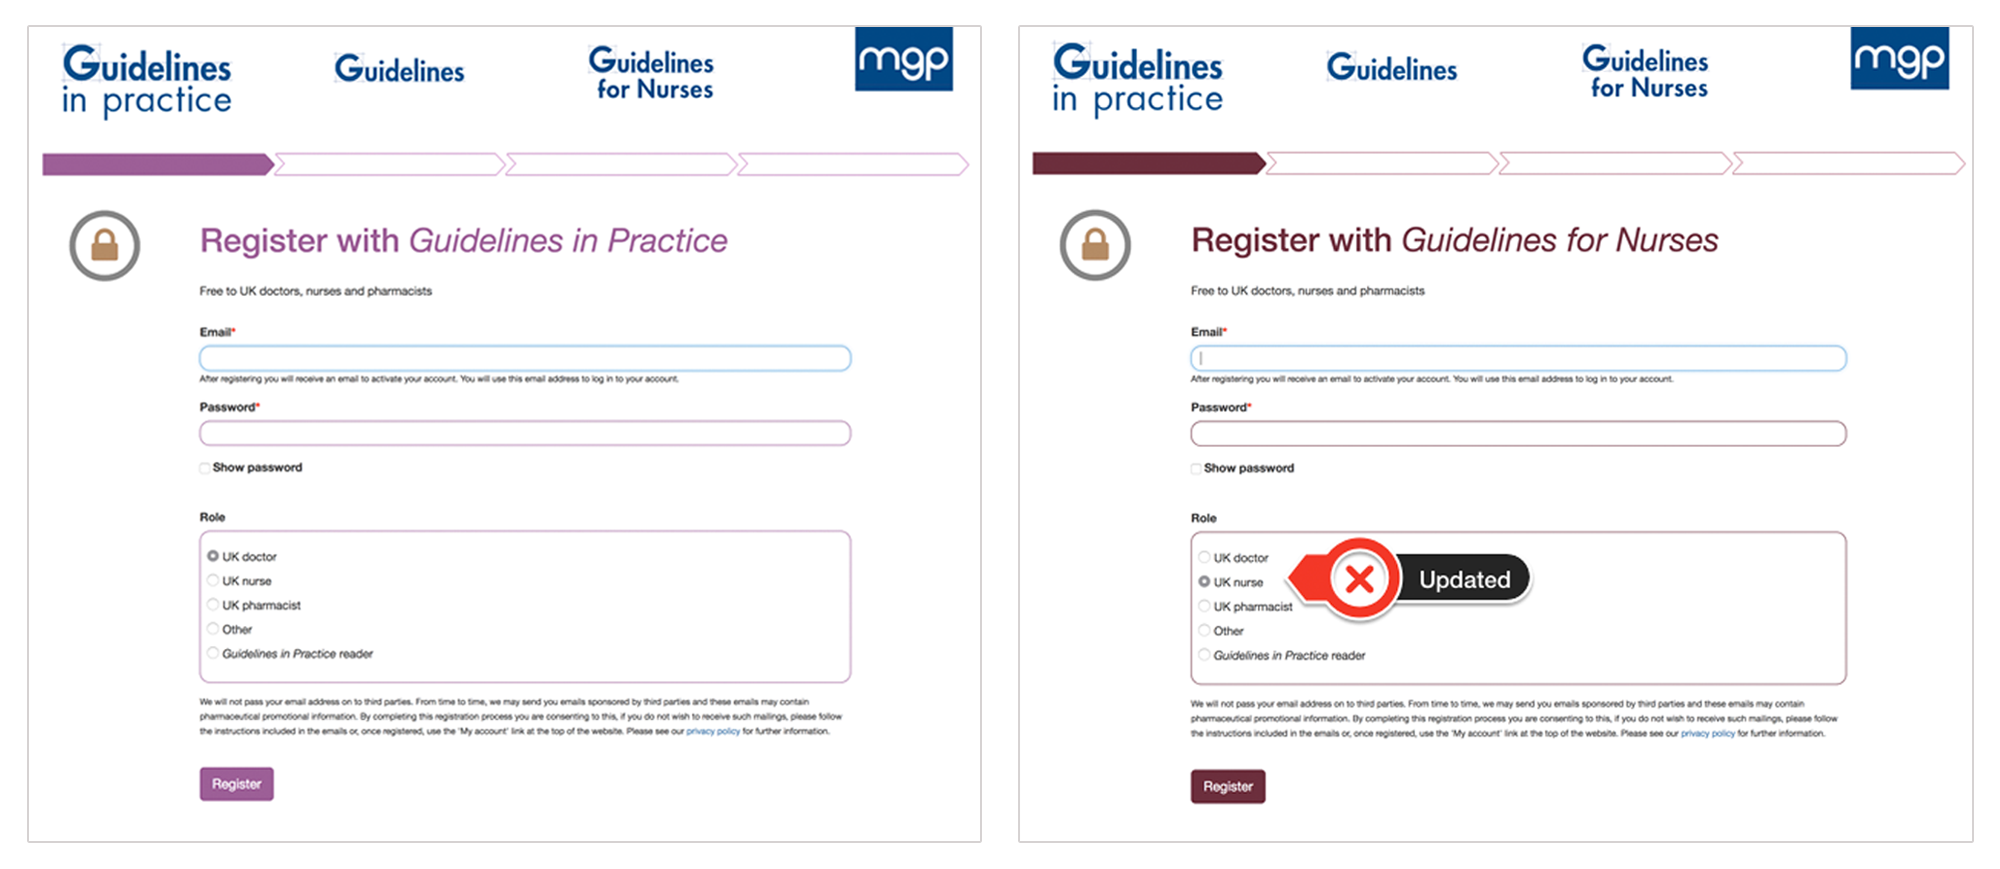 Guidelines
in practice
Guidelines
Guidelines
for Nurses
mgp
Register with Guidelines in Practice
Free to UK doctors, nurses and pharmacists
Email*
After registering you will receive an email to activate your account. You will use this email address to log in to your account.
Password*
Show password
Role
UK doctor
UK nurse
UK pharmacist
Other
Guidelines in Practice reader
We will not pass your email address on to third parties. From time to time, we may send you emails sponsored by third parties and these emails may contain
pharmaceutical promotional information. By completing this registration process you are consenting to this, if you do not wish to receive such mailings, please follow
the instructions included in the emails or, once registered, use the 'My account' link at the top of the website. Please see our privacy policy for further information.
Register
Guidelines
in practice
Guidelines
Guidelines
for Nurses
mgp
Register with Guidelines for Nurses
Free to UK doctors, nurses and pharmacists
Email*
After registering you will receive an email to activate your account. You will use this email address to log in to your account.
Password*
Show password
Role
UK doctor
UK nurse
Updated
UK pharmacist
Other
Guidelines in Practice reader
We will not pass your email address on to third parties. From time to time, we may send you emails sponsored by third parties and these emails may contain
pharmaceutical promotional information. By completing this registration process you are consenting to this, if you do not wish to receive such mailings, please follow
the instructions included in the emails or, once registered, use the 'My account' link at the top of the website. Please see our privacy policy for further information.
Register